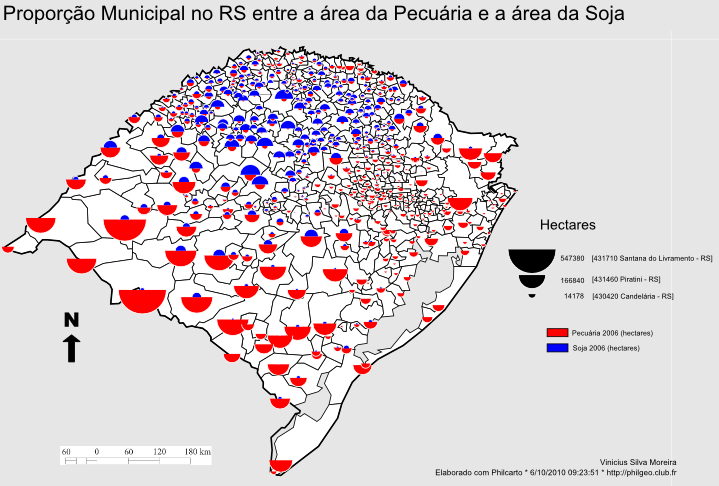 Proporção Municipal no RS entre a área da Pecuária e a área da Soja
Hectares
547380 [431710 Santana do Livramento - RS]
166840 [431460 Piratini - RS]
14178 [430420 Candelária - RS]
Pecuária 2006 (hectares)
Soja 2006 (hectares)
N
60 0 60 120 180 km
Vinicius Silva Moreira
Elaborado com Philcarto * 6/10/2010 09:23:51 * http://philgeo.club.fr